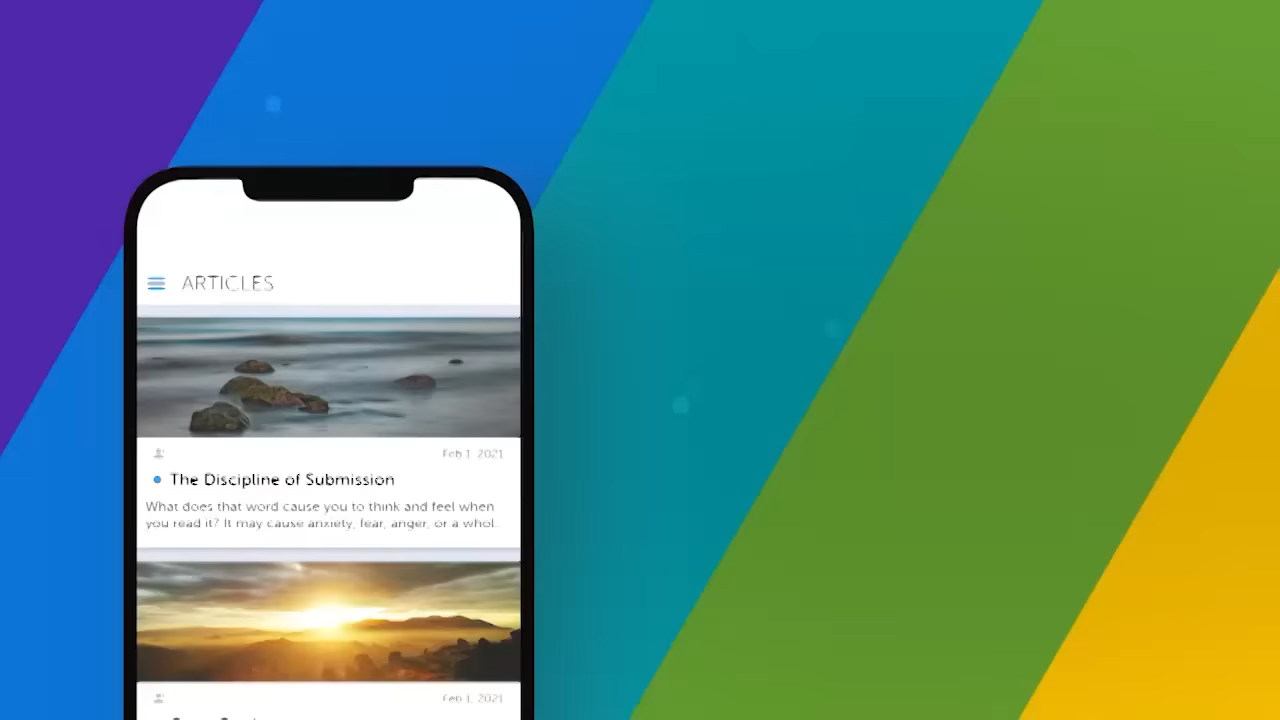 ARTICLES
Feb 1, 2021
The Discipline of Submission
What does that word cause you to think and feel when
you read it? It may cause anxiety, fear, anger, or a whol...
Feb 1, 2021